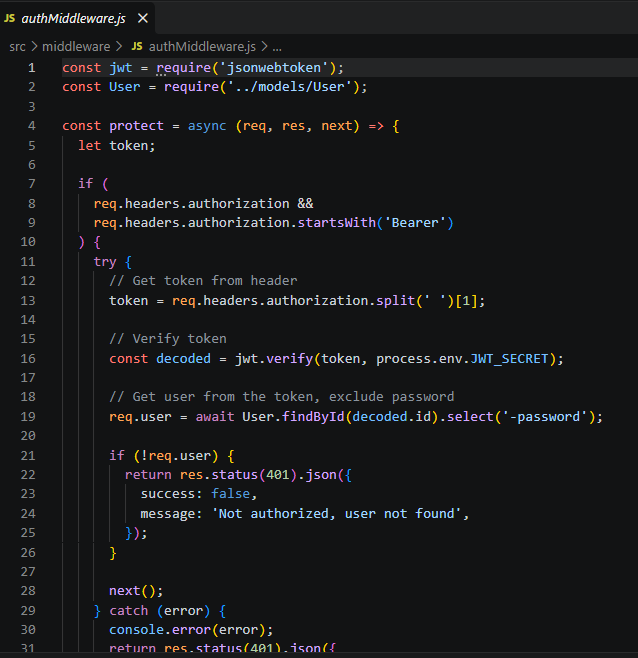 JS authMiddleware.js ×
src > middleware > JS authMiddleware.js > ...
1 const jwt = require('jsonwebtoken');
2 const User = require('../models/User');
3
4 const protect = async (req, res, next) => {
5   let token;
6
7   if (
8     req.headers.authorization &&
9     req.headers.authorization.startsWith('Bearer')
10   ) {
11     try {
12       // Get token from header
13       token = req.headers.authorization.split(' ')[1];
14
15       // Verify token
16       const decoded = jwt.verify(token, process.env.JWT_SECRET);
17
18       // Get user from the token, exclude password
19       req.user = await User.findById(decoded.id).select('-password');
20
21       if (!req.user) {
22         return res.status(401).json({
23           success: false,
24           message: 'Not authorized, user not found',
25         });
26       }
27
28       next();
29     } catch (error) {
30       console.error(error);
31       return res.status(401).json({